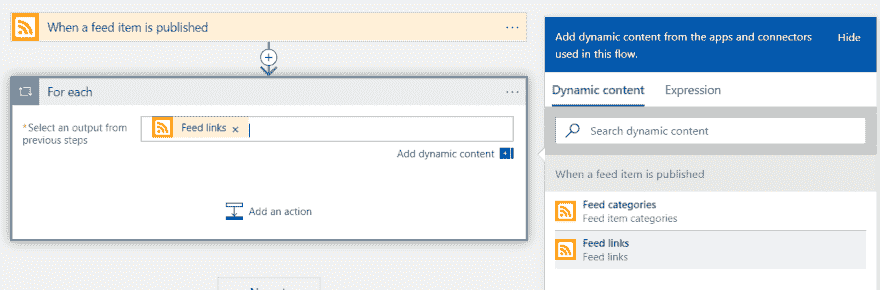 When a feed item is published
...
For each
...
*Select an output from
previous steps
Feed links ×
Add dynamic content
Add an action
Add dynamic content from the apps and connectors
used in this flow.
Hide
Dynamic content
Expression
Search dynamic content
When a feed item is published
Feed categories
Feed item categories
Feed links
Feed links